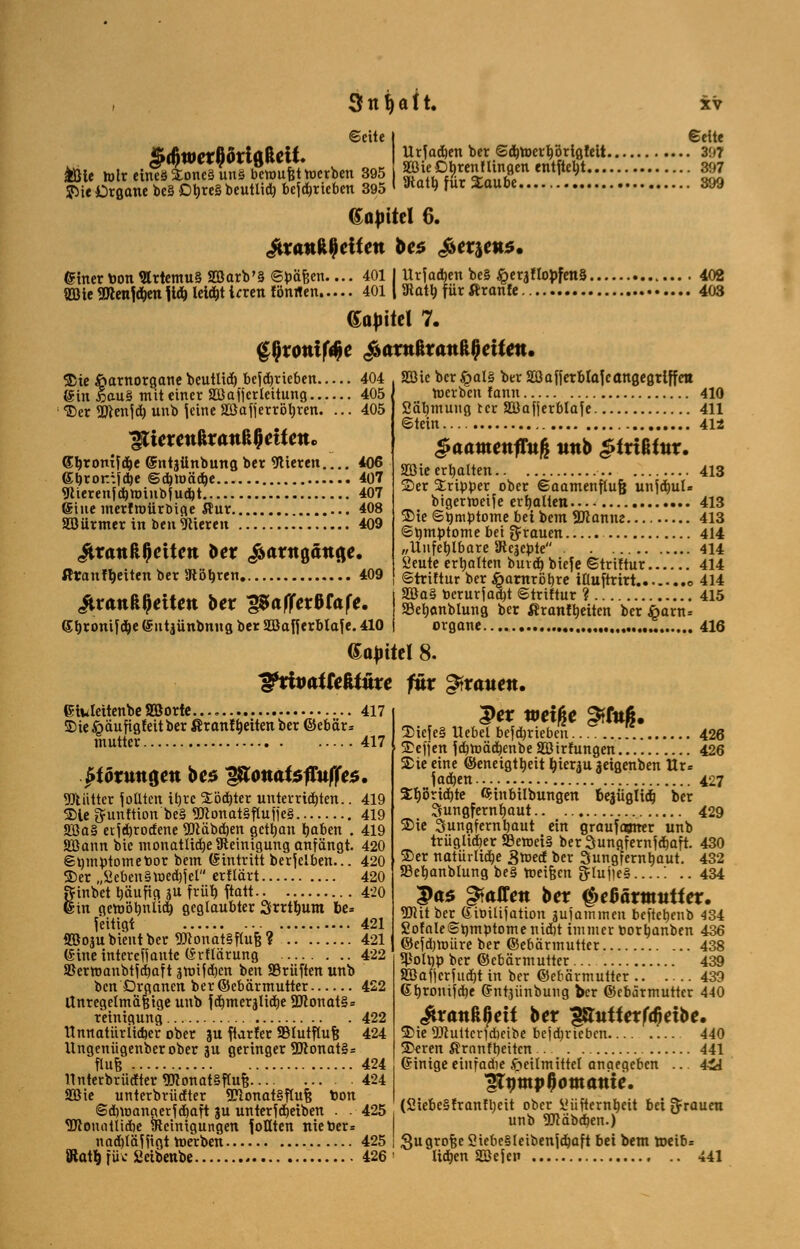 Inhalt. xv
Seite
Schwerhörigkeit.
Wie wir eines Tones uns bewußt werden 395
Die Organe des Ohres deutlich beschrieben 395
Seite
Ursachen der Schwerhörigkeit........... 397
Wie Ohrenklingen entsteht................ 397
Rath für Taube......................... 399
Capitel 6.
Krankheiten des Herzens.
Einer von Artemus Ward's Späßen.... 401
Wie Menschen sich leicht irren können..... 401
Ursachen des Herzklopfens.............. 402
Rath für Kranke........................ 403
Capitel 7.
Chronische Harnkrankheiten.
Die Harnorgane deutlich beschrieben..... 404
Ein Haus mit einer Wasserleitung...... 405
Der Mensch und seine Wasserröhren. ... 405
Nierenkrankheiten.
Chronische Entzündung der Nieren.... 406
Chronische Schwäche................... 407
Nierenschwindsucht..................... 407
Eine merkwürdige Kur................. 408
Würmer in den Nieren ................ 409
Krankheiten der Harngänge.
Krankheiten der Röhren................ 409
Krankheiten der Wasserblase.
Chronische Entzündnng der Wasserblase. 410
Wie der Hals der Wasserblase angegriffen
werden kann .......................... 410
Lähmung der Wasserblase............... 411
Stein................................. 412
Saamenfluß und Striktur.
Wie erhalten.......................... 413
Der Tripper oder Saamenfluß unschul-
digerweise erhalten.................... 413
Die Symptome bei dem Manne.......... 413
Symptome bei Frauen................. 414
„Unfehlbare Rezepte" ................. 414
Leute erhalten durch diese Striktur...... 414
Striktur der Harnröhre illustrirt........ 414
Was verursacht Striktur ?............... 415
Behandlung der Krankheiten der Harn-
organe............................... 416
Capitel 8.
Privatlektüre für Frauen.
Einleitende Worte...................... 417
Die Häufigkeit der Krankheiten der Gebär-
mutter................................ 417
Störungen des Monatsflusses.
Mütter sollten ihre Töchter unterrichten.. 419
Die Funktion des Monatsflusses......... 419
Was erschrockene Mädchen gethan haben . 419
Wann die monatliche Reinigung anfängt. 420
Symptome vor dem Eintritt derselben... 420
Der „Lebenswechsel" erklärt............ 420
Findet häufig zu früh statt............. 420
Ein gewöhnlich geglaubter Irrthum be-
seitigt ............................... 421
Wozu dient der Monatsfluß ?........... 421
Eine interessante Erklärung ........... 422
Verwandtschaft zwischen den Brüsten und
den Organen der Gebärmutter........ 422
Unregelmäßige und schmerzliche Monats-
reinigung ........................... 422
Unnatürlicher oder zu starker Blutfluß 424
Ungenügender oder zu geringer Monats-
fluß ................................ 424
Unterbrückter Monatsfluß.............. 424
Wie unterdrückter Monatsfluß von
Schwangerschaft zu unterscheiden . . 425
Monatliche Reinigungen sollten nie ver-
nachläßigt werden.................... 425
Rath für Leidende..................... 426
Der weiße Fluß.
Dieses Uebel beschrieben............... 426
Dessen schwächende Wirkungen......... 426
Die eine Geneigtheit hierzu zeigenden Ur-
sachen.............................. 427
Thörichte Einbildungen bezüglich der
Jungfernhaut........................ 429
Die Jungfernhaut ein grausamer und
trüglicher Beweis der Jungfernschaft. 430
Der natürliche Zweck der Jungfernhaut. 432
Behandlung des weißen Flusses........ 434
Das Fallen der Gebärmutter.
Mit der Civilisation zusammen bestehend 434
Lokale Symptome nicht immer vorhanden 436
Geschwüre der Gebärmutter............ 438
Polyp der Gebärmutter................ 439
Wassersucht in der Gebärmutter........ 439
Chronische Entzündung der Gebärmutter 440
Krankheit der Mutterscheide.
Die Mutterscheide beschrieben.......... 440
Deren Krankheiten .................... 441
Einige einfache Heilmittel angegeben ... 441
Nymphomanie.
(Liebeskrankheit oder Lüsternheit bei Frauen
und Mädchen.)
Zu große Liebesleidenschaft bei dem weib-
lichen Wesen ........................ 441